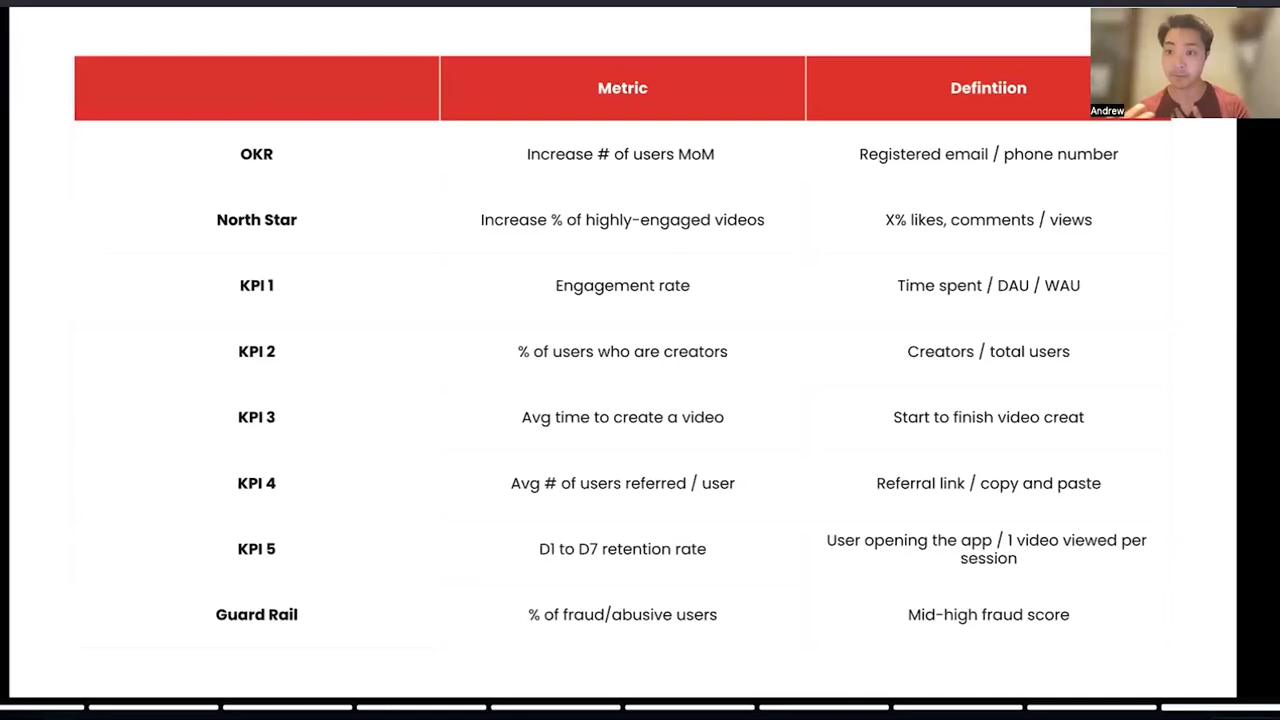 Metric
Defintiion
Andrew
OKR
Increase # of users MoM
Registered email / phone number
North Star
Increase % of highly-engaged videos
X% likes, comments / views
KPI 1
Engagement rate
Time spent / DAU / WAU
KPI 2
% of users who are creators
Creators / total users
KPI 3
Avg time to create a video
Start to finish video creat
KPI 4
Avg # of users referred / user
Referral link / copy and paste
KPI 5
D1 to D7 retention rate
User opening the app / 1 video viewed per
session
Guard Rail
% of fraud/abusive users
Mid-high fraud score